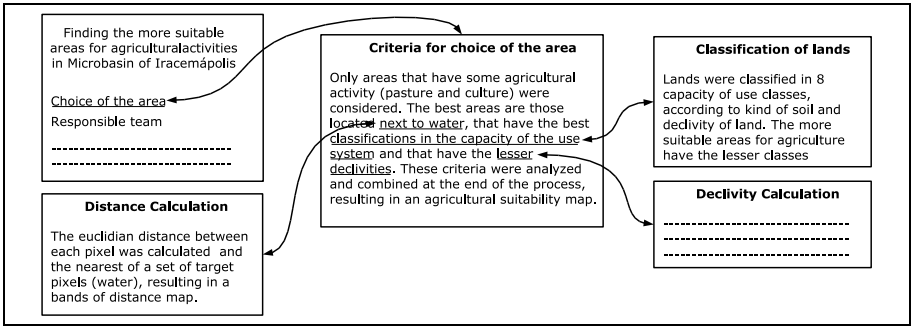 Finding the more suitable
areas for agriculturalactivities
in Microbasin of Iracemápolis
Choice of the area
Responsible team
Distance Calculation
The euclidian distance between
each pixel was calculated and
the nearest of a set of target
pixels (water), resulting in a
bands of distance map.
Criteria for choice of the area
Only areas that have some agricultural
activity (pasture and culture) were
considered. The best areas are those
located next to water, that have the best
classifications in the capacity of the use
system and that have the lesser
declivities. These criteria were analyzed
and combined at the end of the process,
resulting in an agricultural suitability map.
Classification of lands
Lands were classified in 8
capacity of use classes,
according to kind of soil and
declivity of land. The more
suitable areas for agriculture
have the lesser classes
Declivity Calculation